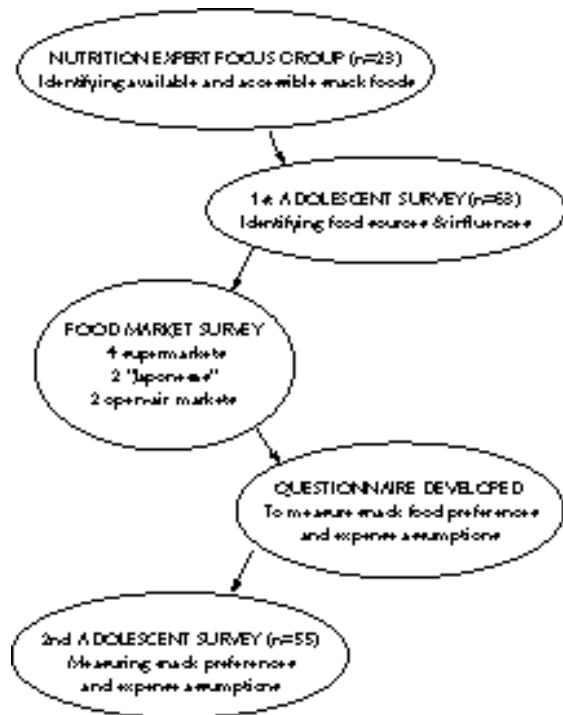 NUTRITION EXPERT FOCUS GROUP (n=23)
Identifying available and accessible snack foods
1st ADOLESCENT SURVEY (n=63)
Identifying food sources & influences
FOOD MARKET SURVEY
4 supermarkets
2 "Japonese"
2 open-air markets
QUESTIONNAIRE DEVELOPED
To measure snack food preferences
and expense assumptions
2nd ADOLESCENT SURVEY (n=55)
Measuring snack preferences
and expense assumptions